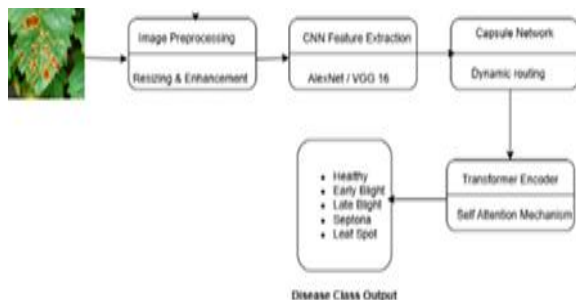 Image Preprocessing
Resizing & Enhancement
CNN Feature Extraction
AlexNet / VGG 16
Capsule Network
Dynamic routing
Transformer Encoder
Self Attention Mechanism
Healthy
Early Blight
Late Blight
Septoria
Leaf Spot
Disease Class Output